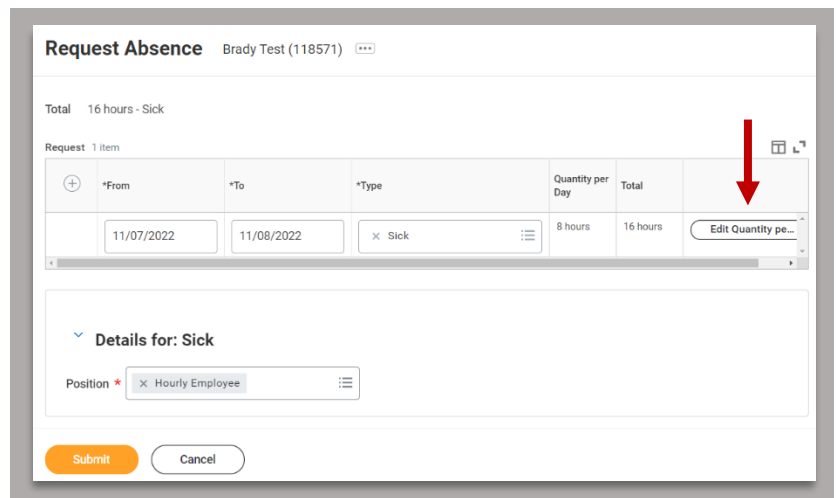 Request Absence Brady Test (118571)
Total 16 hours - Sick
Request 1 item
*From *To *Type Quantity per Day Total
11/07/2022 11/08/2022 × Sick 8 hours 16 hours Edit Quantity pe...
Details for: Sick
Position * × Hourly Employee
Submit Cancel